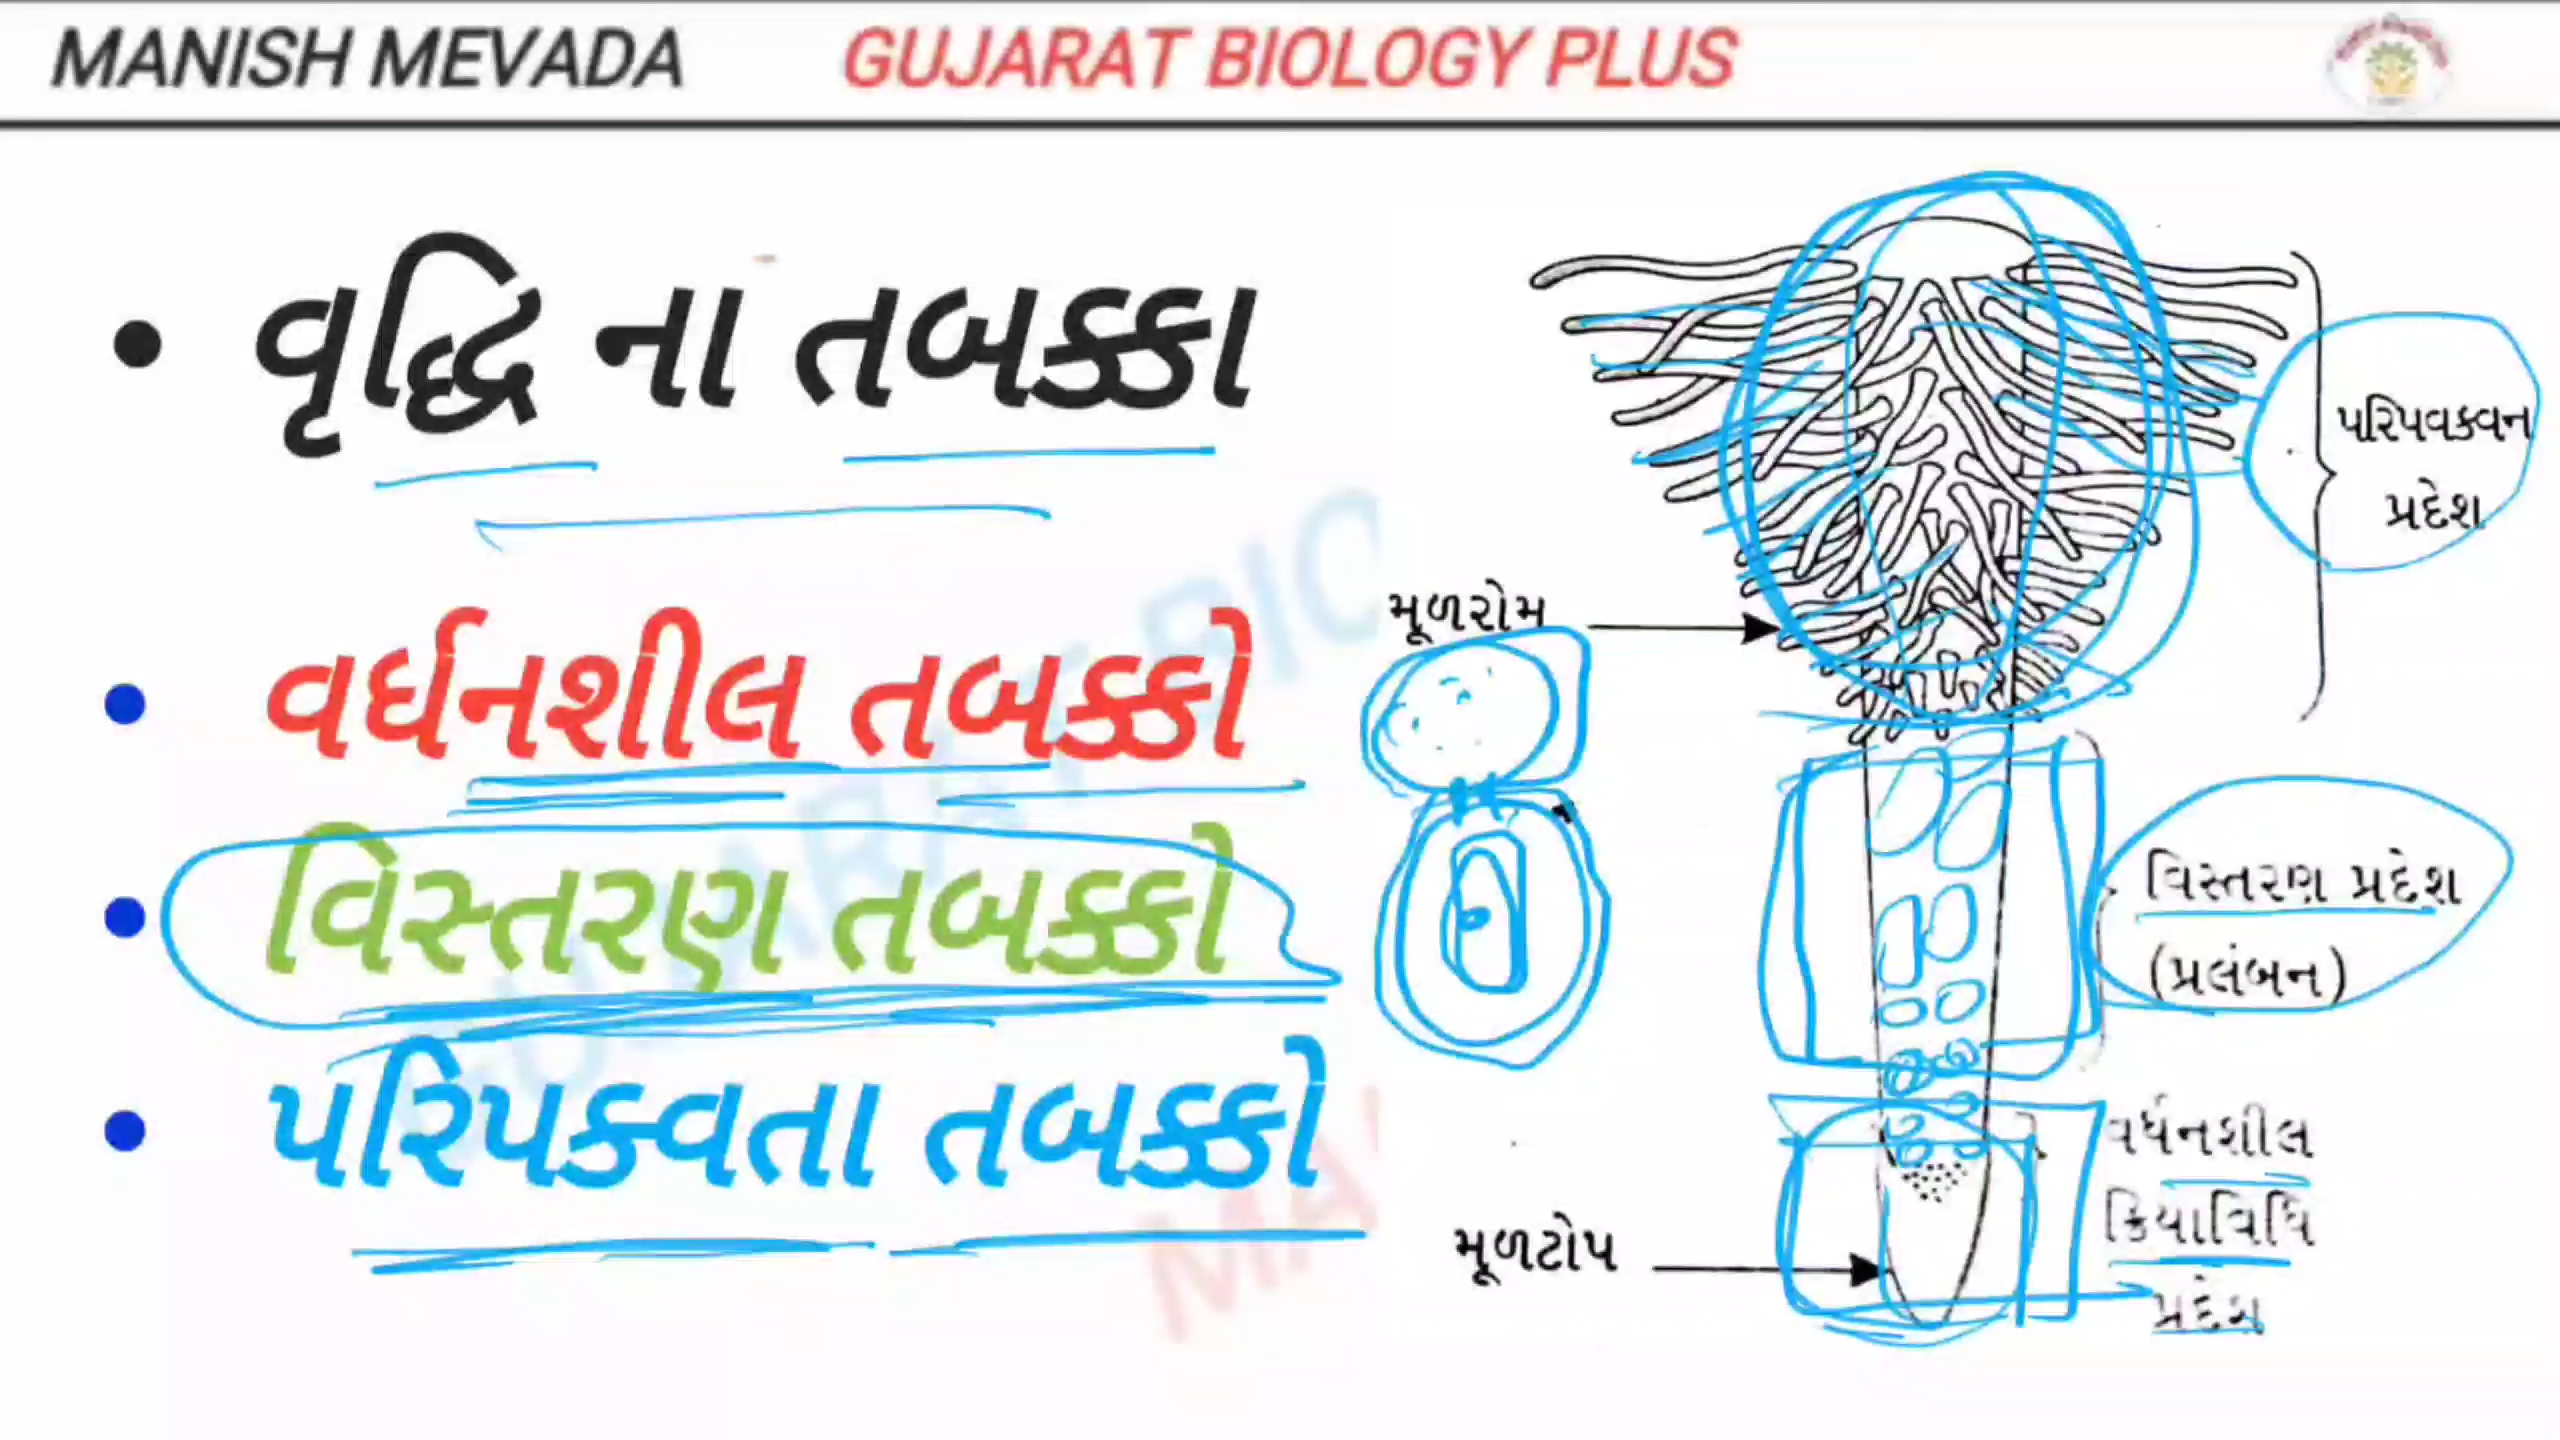 MANISH MEVADA GUJARAT BIOLOGY PLUS
• વૃદ્ધિ ના તબક્કા
• વર્ધનશીલ તબક્કો
• વિસ્તરણ તબક્કો
• પરિપક્વતા તબક્કો
પરિપવક્વન
પ્રદેશ
મૂળરોમ
વિસ્તરણ પ્રદેશ
(પ્રલંબન)
વર્ધનશીલ
ક્રિયાવિધિ
પ્રદેશ
મૂળટોપ